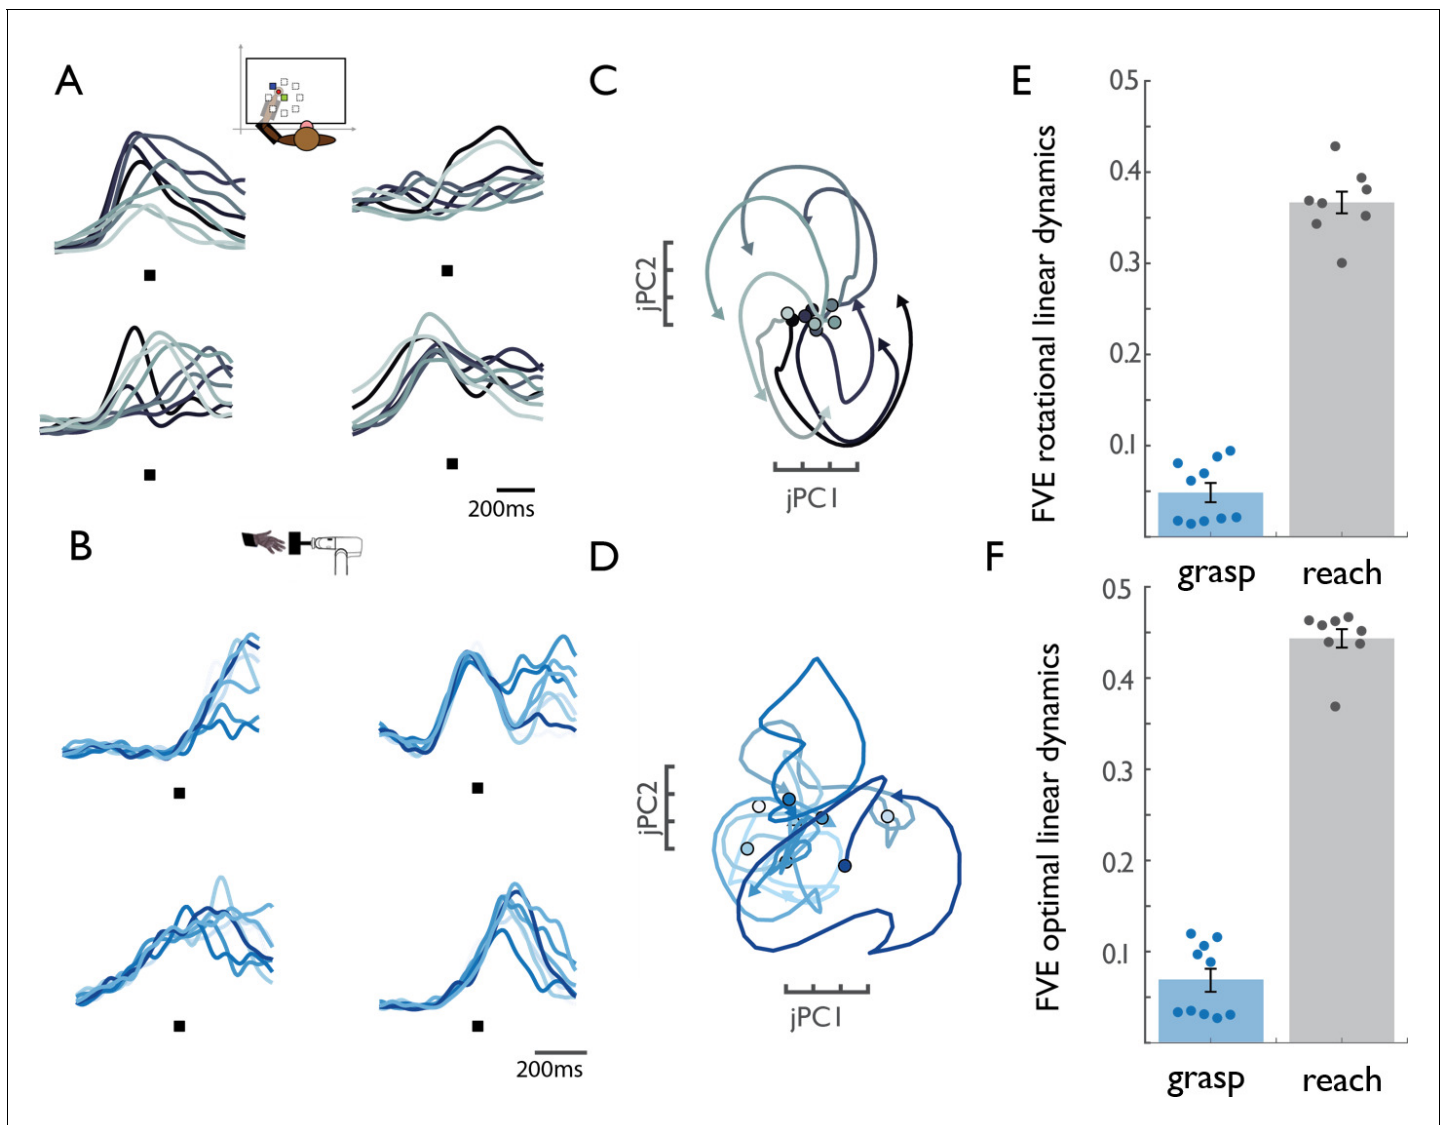 A
200ms
B
200ms
C
jPC2
jPC1
D
jPC2
jPC1
E
FVE rotational linear dynamics
0.5
0.4
0.3
0.2
0.1
grasp
reach
F
FVE optimal linear dynamics
0.5
0.4
0.3
0.2
0.1
grasp
reach